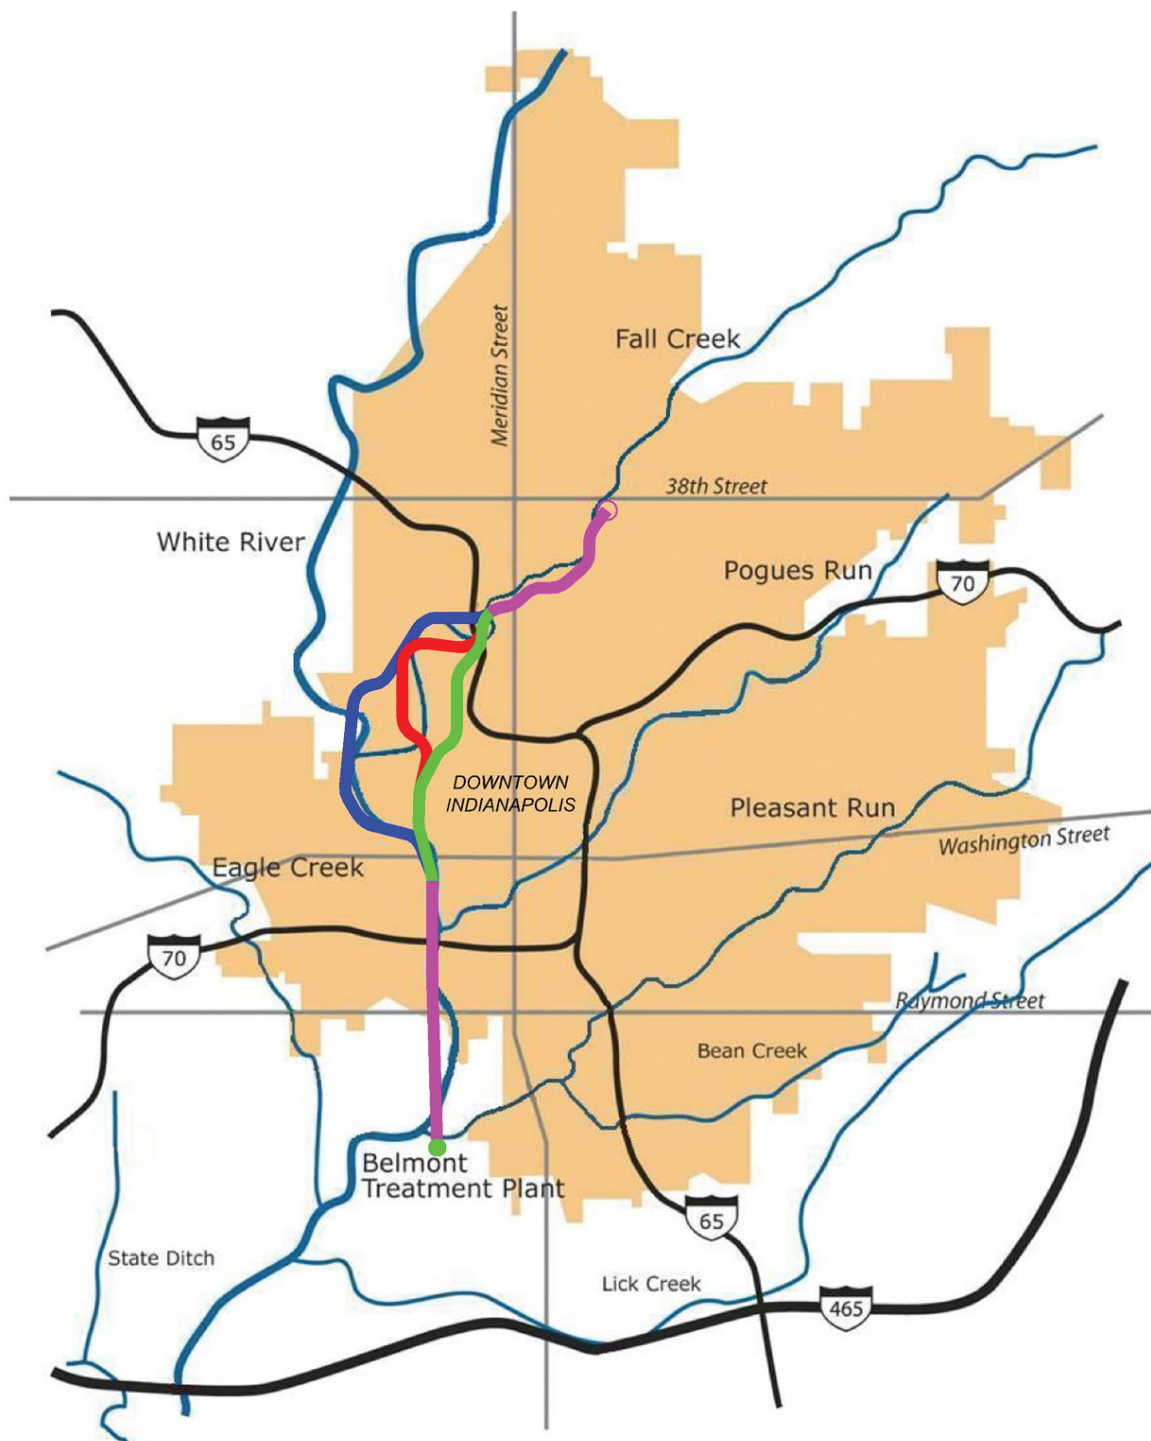 Meridian Street
Fall Creek
65
38th Street
White River
Pogues Run
70
DOWNTOWN
INDIANAPOLIS
Pleasant Run
Washington Street
Eagle Creek
70
Raymond Street
Bean Creek
Belmont
Treatment Plant
65
State Ditch
Lick Creek
465